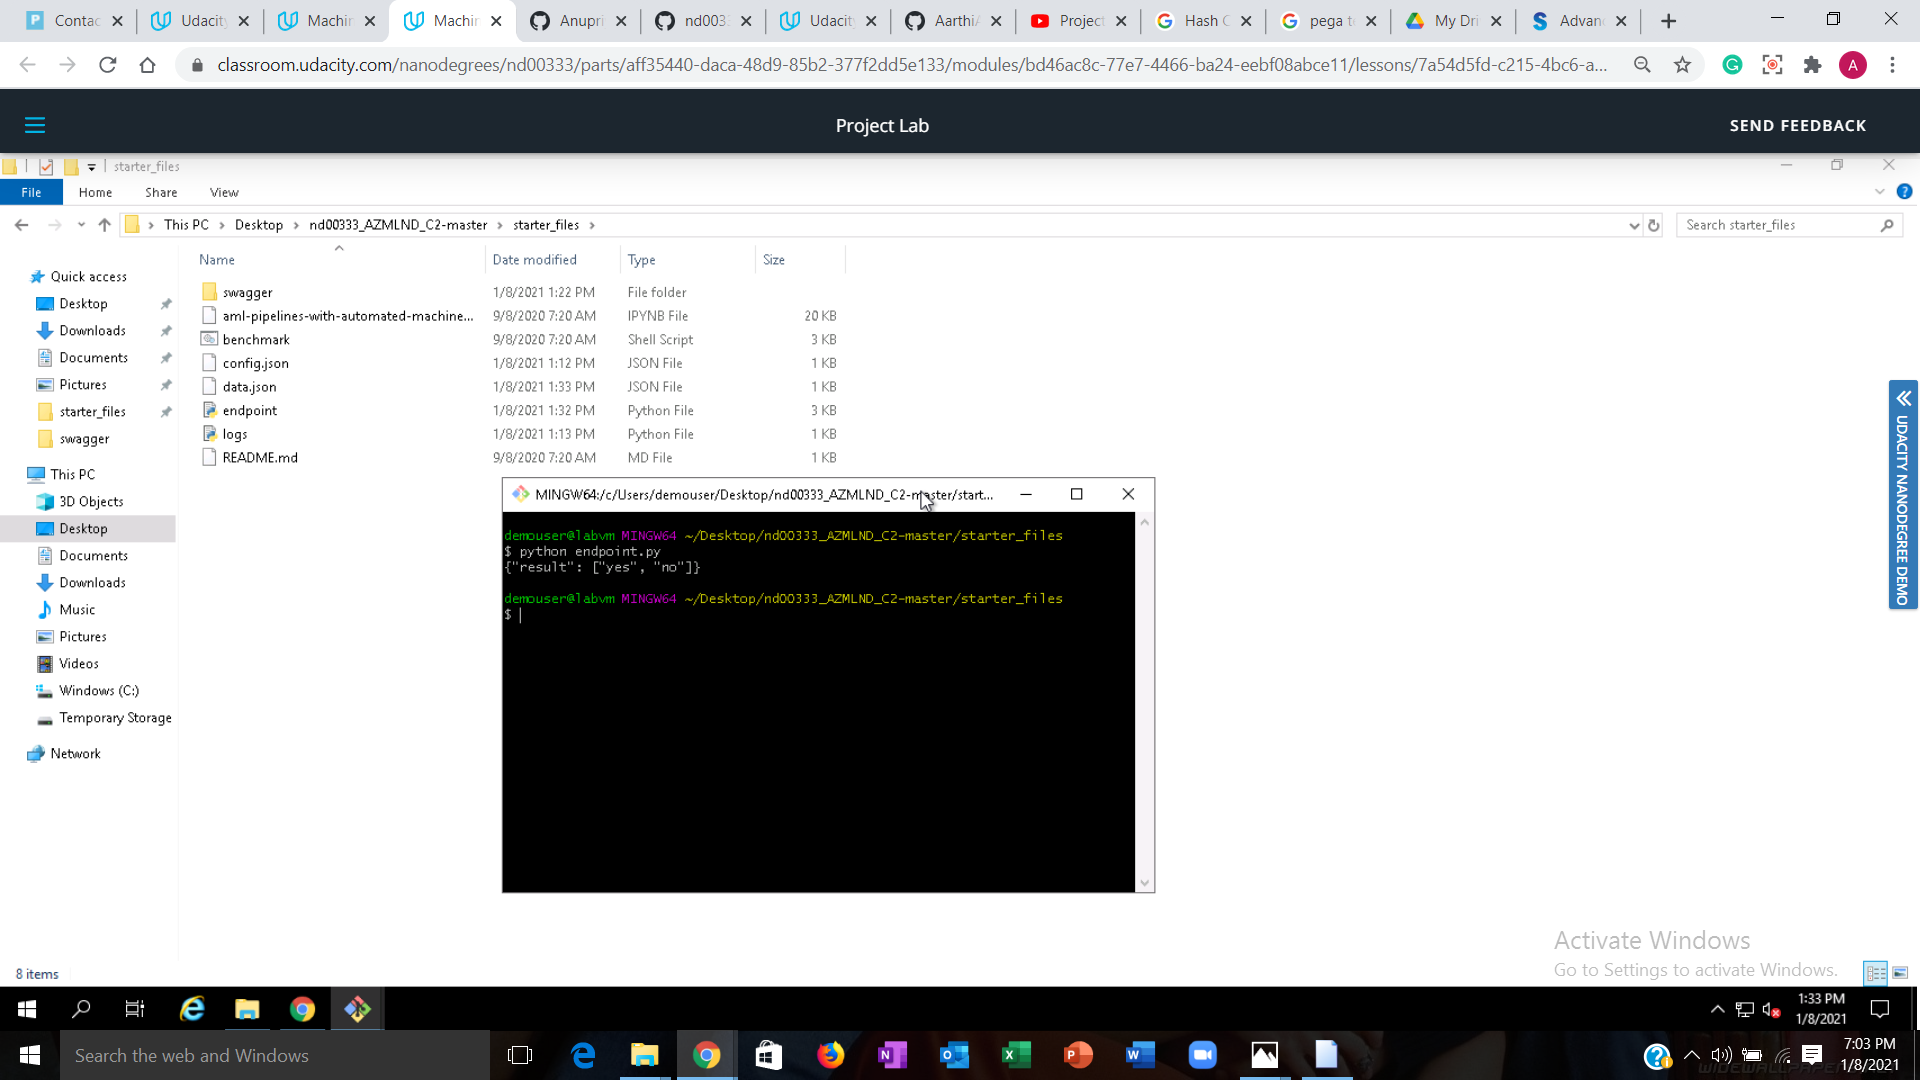 Contac
Udacity
Machin
Machin
Anupri
nd003
Udacit
AarthiA
Project
Hash C
pega t
My Dri
Advan
classroom.udacity.com/nanodegrees/nd00333/parts/aff35440-daca-48d9-85b2-377f2dd5e133/modules/bd46ac8c-77e7-4466-ba24-eebf08abce11/lessons/7a54d5fd-c215-4bc6-a...
A
Project Lab
SEND FEEDBACK
starter_files
File Home Share View
This PC > Desktop > nd00333_AZMLND_C2-master > starter_files >
Search starter_files
Name Date modified Type Size
swagger 1/8/2021 1:22 PM File folder
aml-pipelines-with-automated-machine... 9/8/2020 7:20 AM IPYNB File 20 KB
benchmark 9/8/2020 7:20 AM Shell Script 3 KB
config.json 1/8/2021 1:12 PM JSON File 1 KB
data.json 1/8/2021 1:33 PM JSON File 1 KB
endpoint 1/8/2021 1:32 PM Python File 3 KB
logs 1/8/2021 1:13 PM Python File 1 KB
README.md 9/8/2020 7:20 AM MD File 1 KB
Quick access
Desktop
Downloads
Documents
Pictures
starter_files
swagger
This PC
3D Objects
Desktop
Documents
Downloads
Music
Pictures
Videos
Windows (C:)
Temporary Storage
Network
MINGW64:/c/Users/demouser/Desktop/nd00333_AZMLND_C2-master/start...
demouser@labvm MINGW64 ~/Desktop/nd00333_AZMLND_C2-master/starter_files
$ python endpoint.py
{"result": ["yes", "no"]}
demouser@labvm MINGW64 ~/Desktop/nd00333_AZMLND_C2-master/starter_files
$
UDACITY NANODEGREE DEMO
Activate Windows
Go to Settings to activate Windows.
8 items
1:33 PM
1/8/2021
Search the web and Windows
7:03 PM
1/8/2021